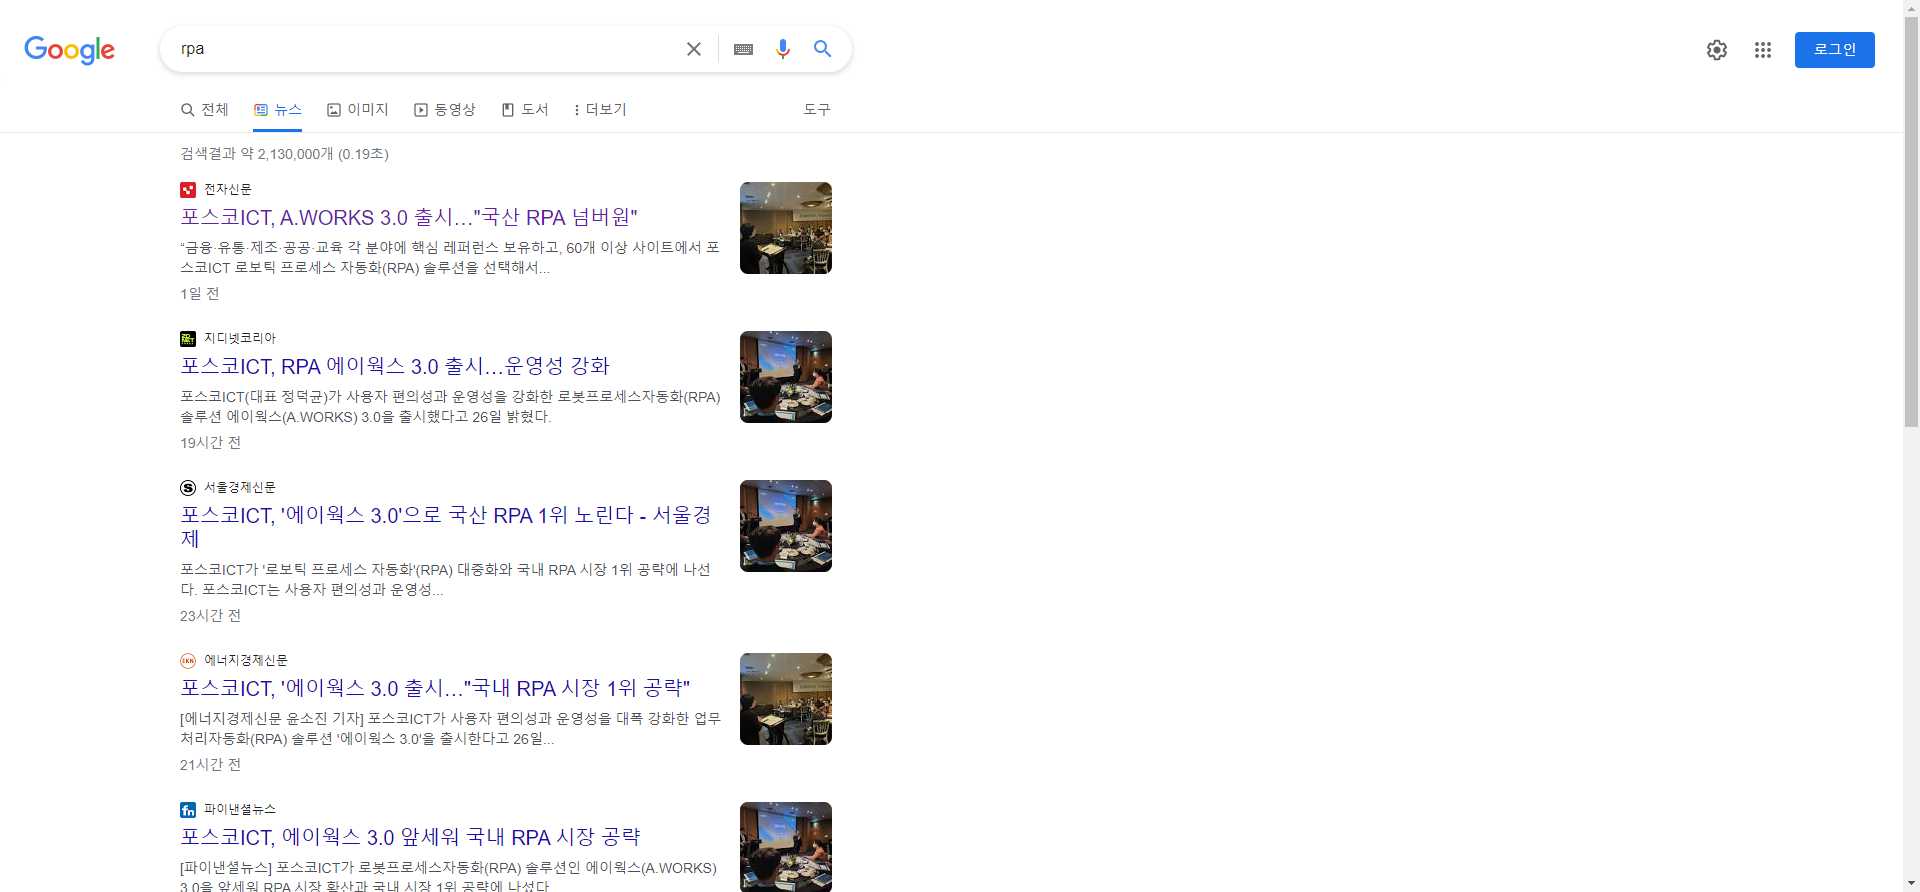 Google
rpa
로그인
전체 뉴스 이미지 동영상 도서 더보기 도구
검색결과 약 2,130,000개 (0.19초)
전자신문
포스코ICT, A.WORKS 3.0 출시…"국산 RPA 넘버원"
“금융·유통·제조·공공·교육 각 분야에 핵심 레퍼런스 보유하고, 60개 이상 사이트에서 포
스코ICT 로보틱 프로세스 자동화(RPA) 솔루션을 선택해서...
1일 전
지디넷코리아
포스코ICT, RPA 에이웍스 3.0 출시…운영성 강화
포스코ICT(대표 정덕균)가 사용자 편의성과 운영성을 강화한 로봇프로세스자동화(RPA)
솔루션 에이웍스(A.WORKS) 3.0을 출시했다고 26일 밝혔다.
19시간 전
서울경제신문
포스코ICT, '에이웍스 3.0'으로 국산 RPA 1위 노린다 - 서울경
제
포스코ICT가 '로보틱 프로세스 자동화'(RPA) 대중화와 국내 RPA 시장 1위 공략에 나선
다. 포스코ICT는 사용자 편의성과 운영성...
23시간 전
에너지경제신문
포스코ICT, '에이웍스 3.0 출시…"국내 RPA 시장 1위 공략"
[에너지경제신문 윤소진 기자] 포스코ICT가 사용자 편의성과 운영성을 대폭 강화한 업무
처리자동화(RPA) 솔루션 '에이웍스 3.0'을 출시한다고 26일...
21시간 전
파이낸셜뉴스
포스코ICT, 에이웍스 3.0 앞세워 국내 RPA 시장 공략
[파이낸셜뉴스] 포스코ICT가 로봇프로세스자동화(RPA) 솔루션인 에이웍스(A.WORKS)
3.0을 앞세워 RPA 시장 확산과 국내 시장 1위 공략에 나섰다